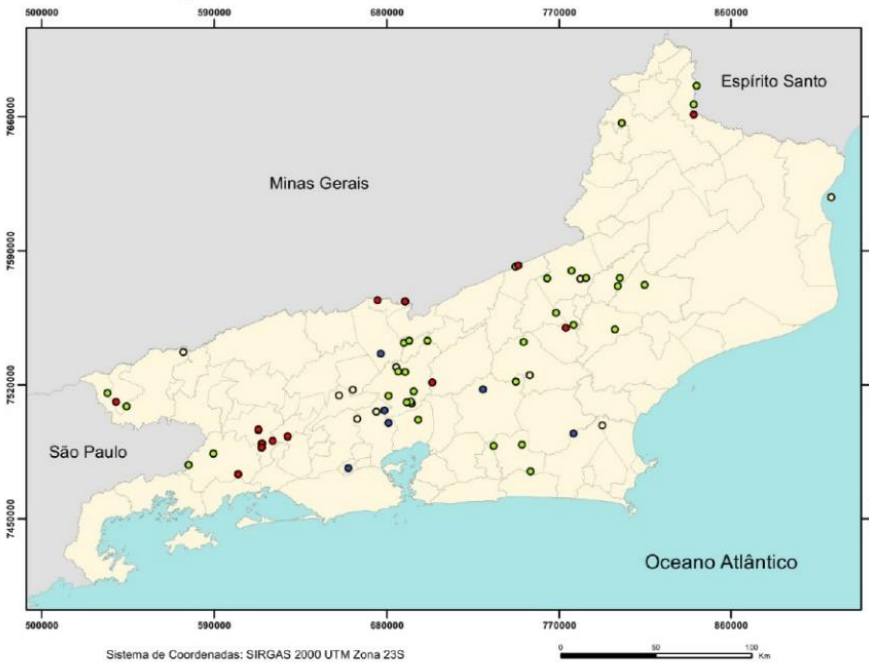 500000 590000 680000 770000 860000
Espírito Santo
7660000
Minas Gerais
7590000
7520000
São Paulo
7450000
Oceano Atlântico
500000 590000 680000 770000 860000
Sistema de Coordenadas: SIRGAS 2000 UTM Zona 23S
0 50 100
Km